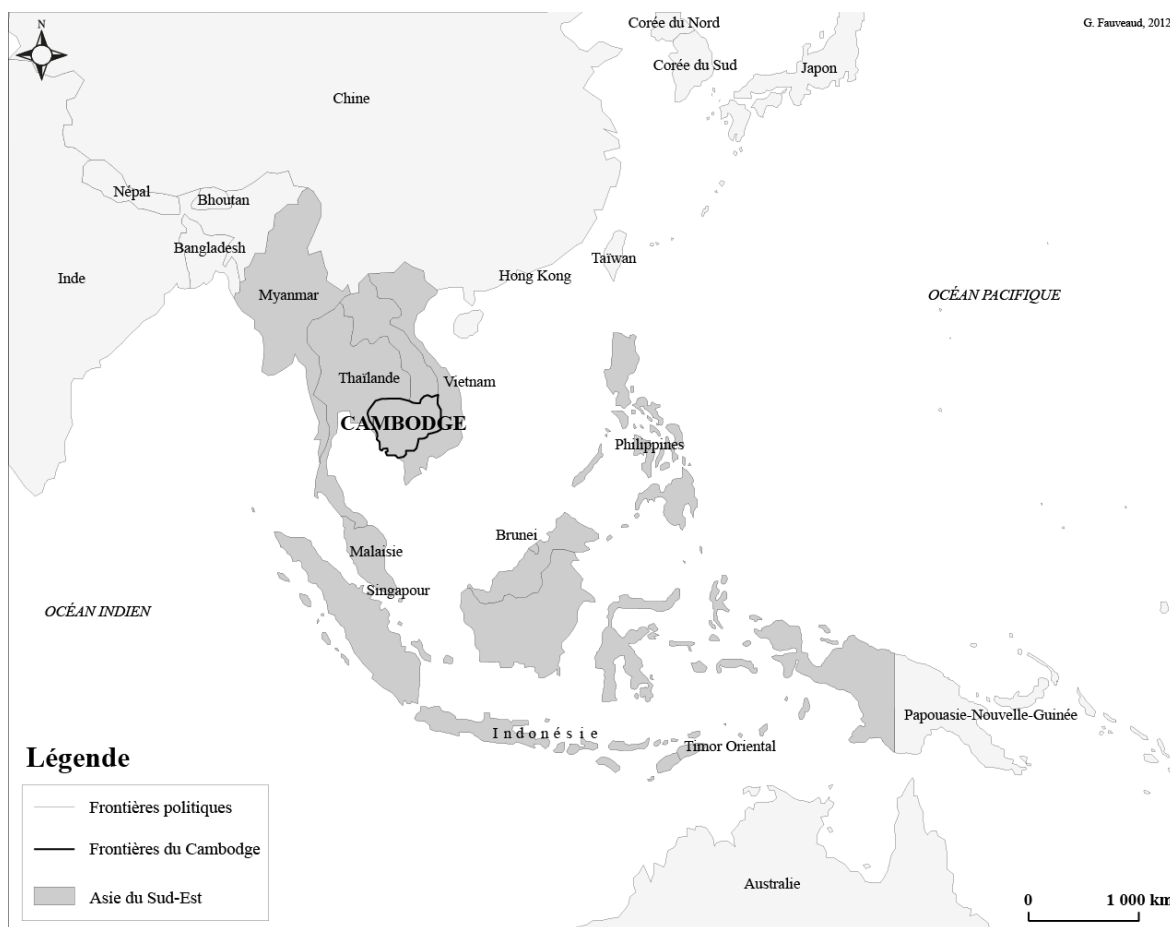 N
G. Fauveaud, 2012
Corée du Nord
Corée du Sud
Japon
Chine
Népal
Bhoutan
Bangladesh
Taïwan
Inde
Hong Kong
Myanmar
OCÉAN PACIFIQUE
Thaïlande
Vietnam
CAMBODGE
Philippines
Brunei
Malaisie
Singapour
OCÉAN INDIEN
Papouasie-Nouvelle-Guinée
Indonésie
Timor Oriental
Légende
Frontières politiques
Frontières du Cambodge
Asie du Sud-Est
Australie
0 1 000 km